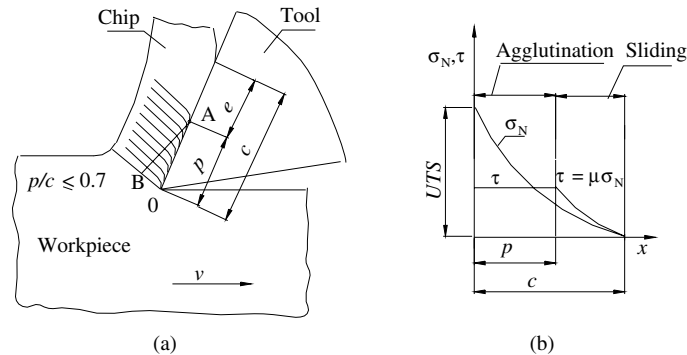 Chip
Tool
A
e
p
c
B
p/c ≤ 0.7
0
Workpiece
v
(a)
σN,τ
Agglutination
Sliding
σN
UTS
τ
τ = μσN
x
p
c
(b)